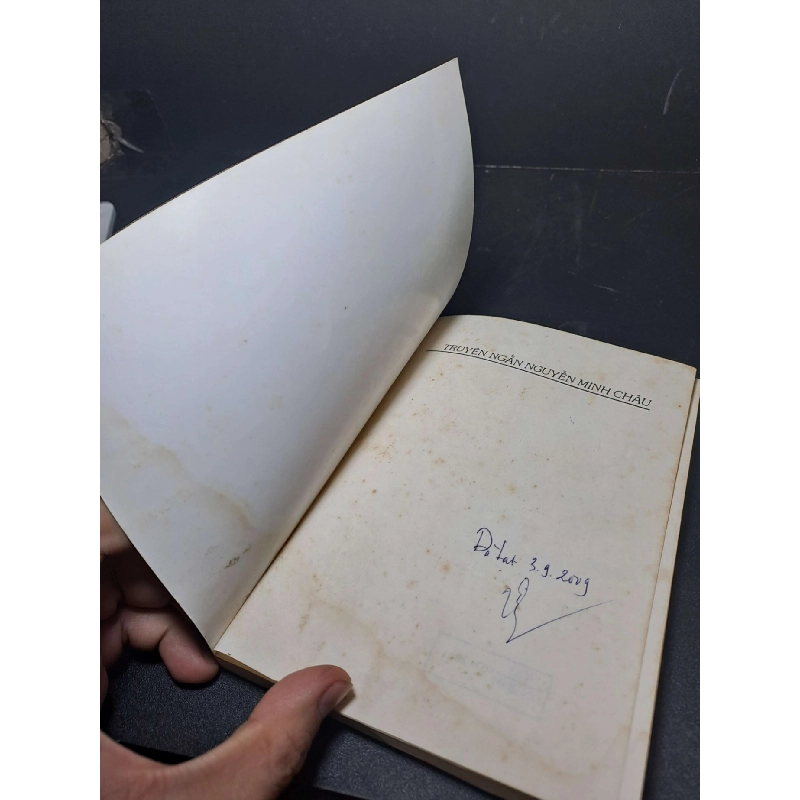 TRUYỆN NGẮN NGUYỄN MINH CHÂU
Đà Lạt 3.9.2009